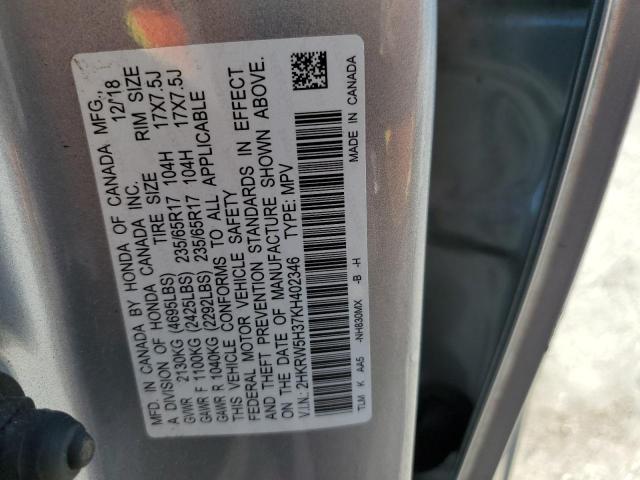 MFD. IN CANADA BY HONDA OF CANADA MFG.,
A DIVISION OF HONDA CANADA INC. 12/18
GVWR 2130KG (4695LBS) TIRE SIZE RIM SIZE
GAWR F 1100KG (2425LBS) 235/65R17 104H 17X7.5J
GAWR R 1040KG (2292LBS) 235/65R17 104H 17X7.5J
THIS VEHICLE CONFORMS TO ALL APPLICABLE
FEDERAL MOTOR VEHICLE SAFETY
AND THEFT PREVENTION STANDARDS IN EFFECT
ON THE DATE OF MANUFACTURE SHOWN ABOVE.
V.I.N.: 2HKRW5H37KH402346 TYPE: MPV
TLM K AA5 -NH830MX -B -H MADE IN CANADA